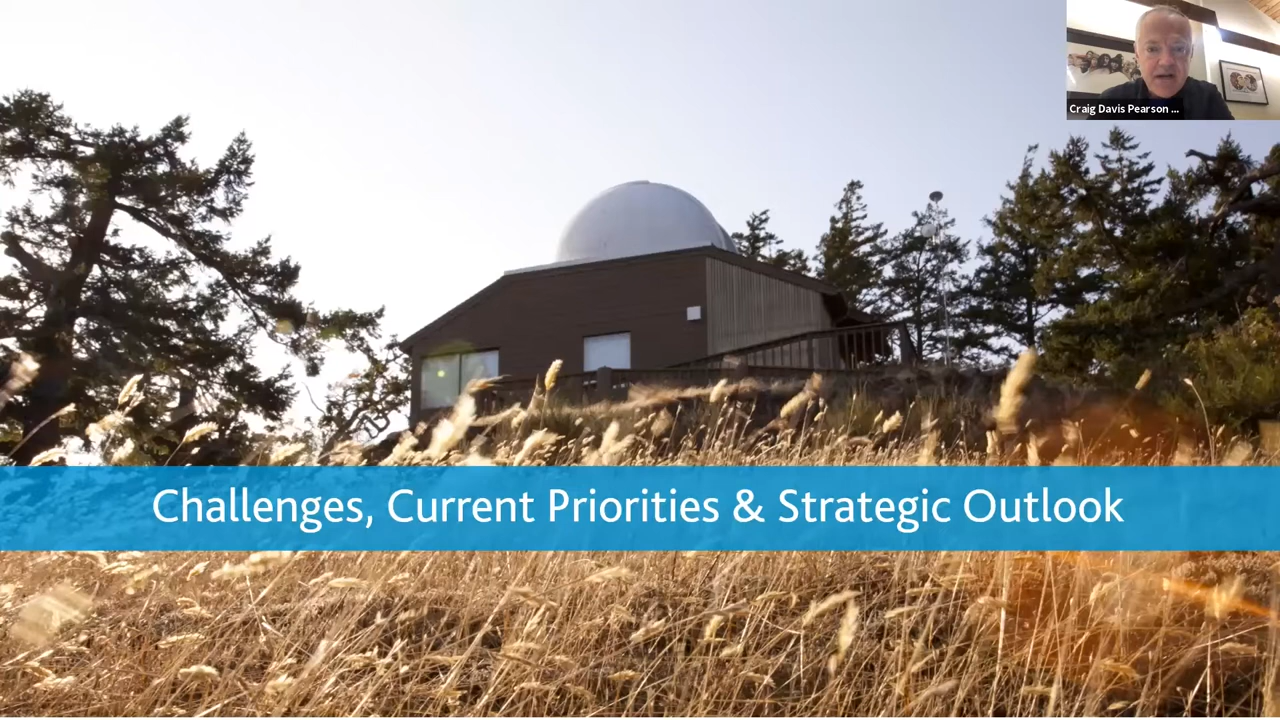 Craig Davis Pearson ...
Challenges, Current Priorities & Strategic Outlook